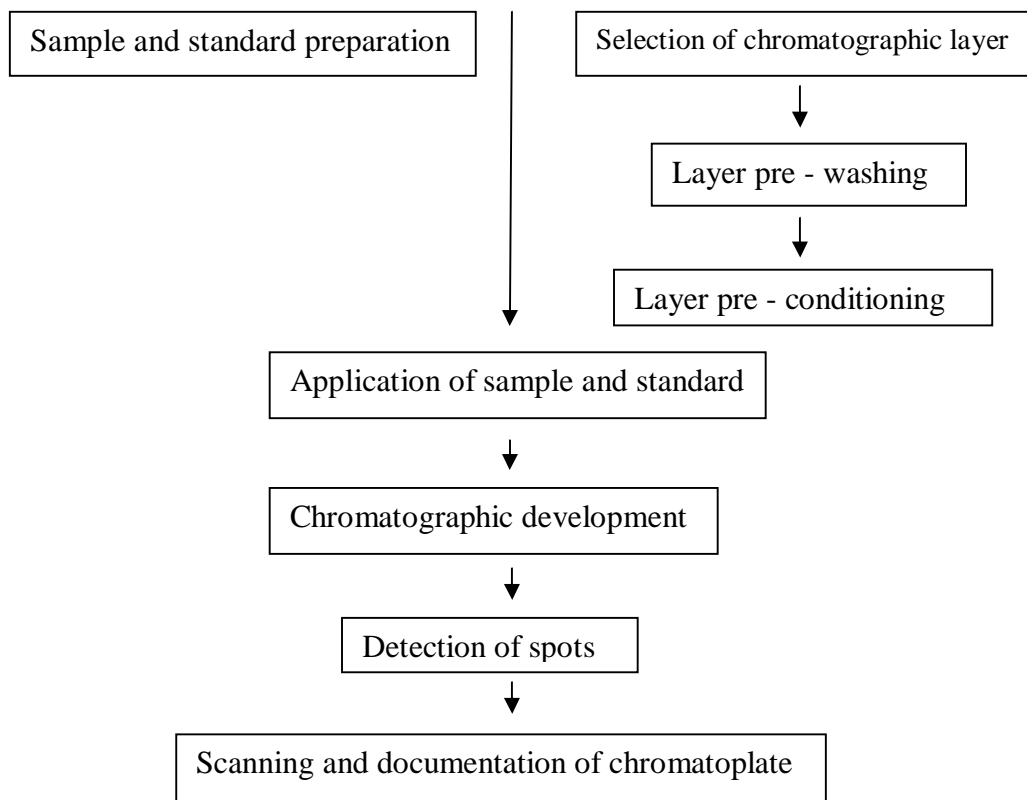 Sample and standard preparation
Selection of chromatographic layer
Layer pre - washing
Layer pre - conditioning
Application of sample and standard
Chromatographic development
Detection of spots
Scanning and documentation of chromatoplate